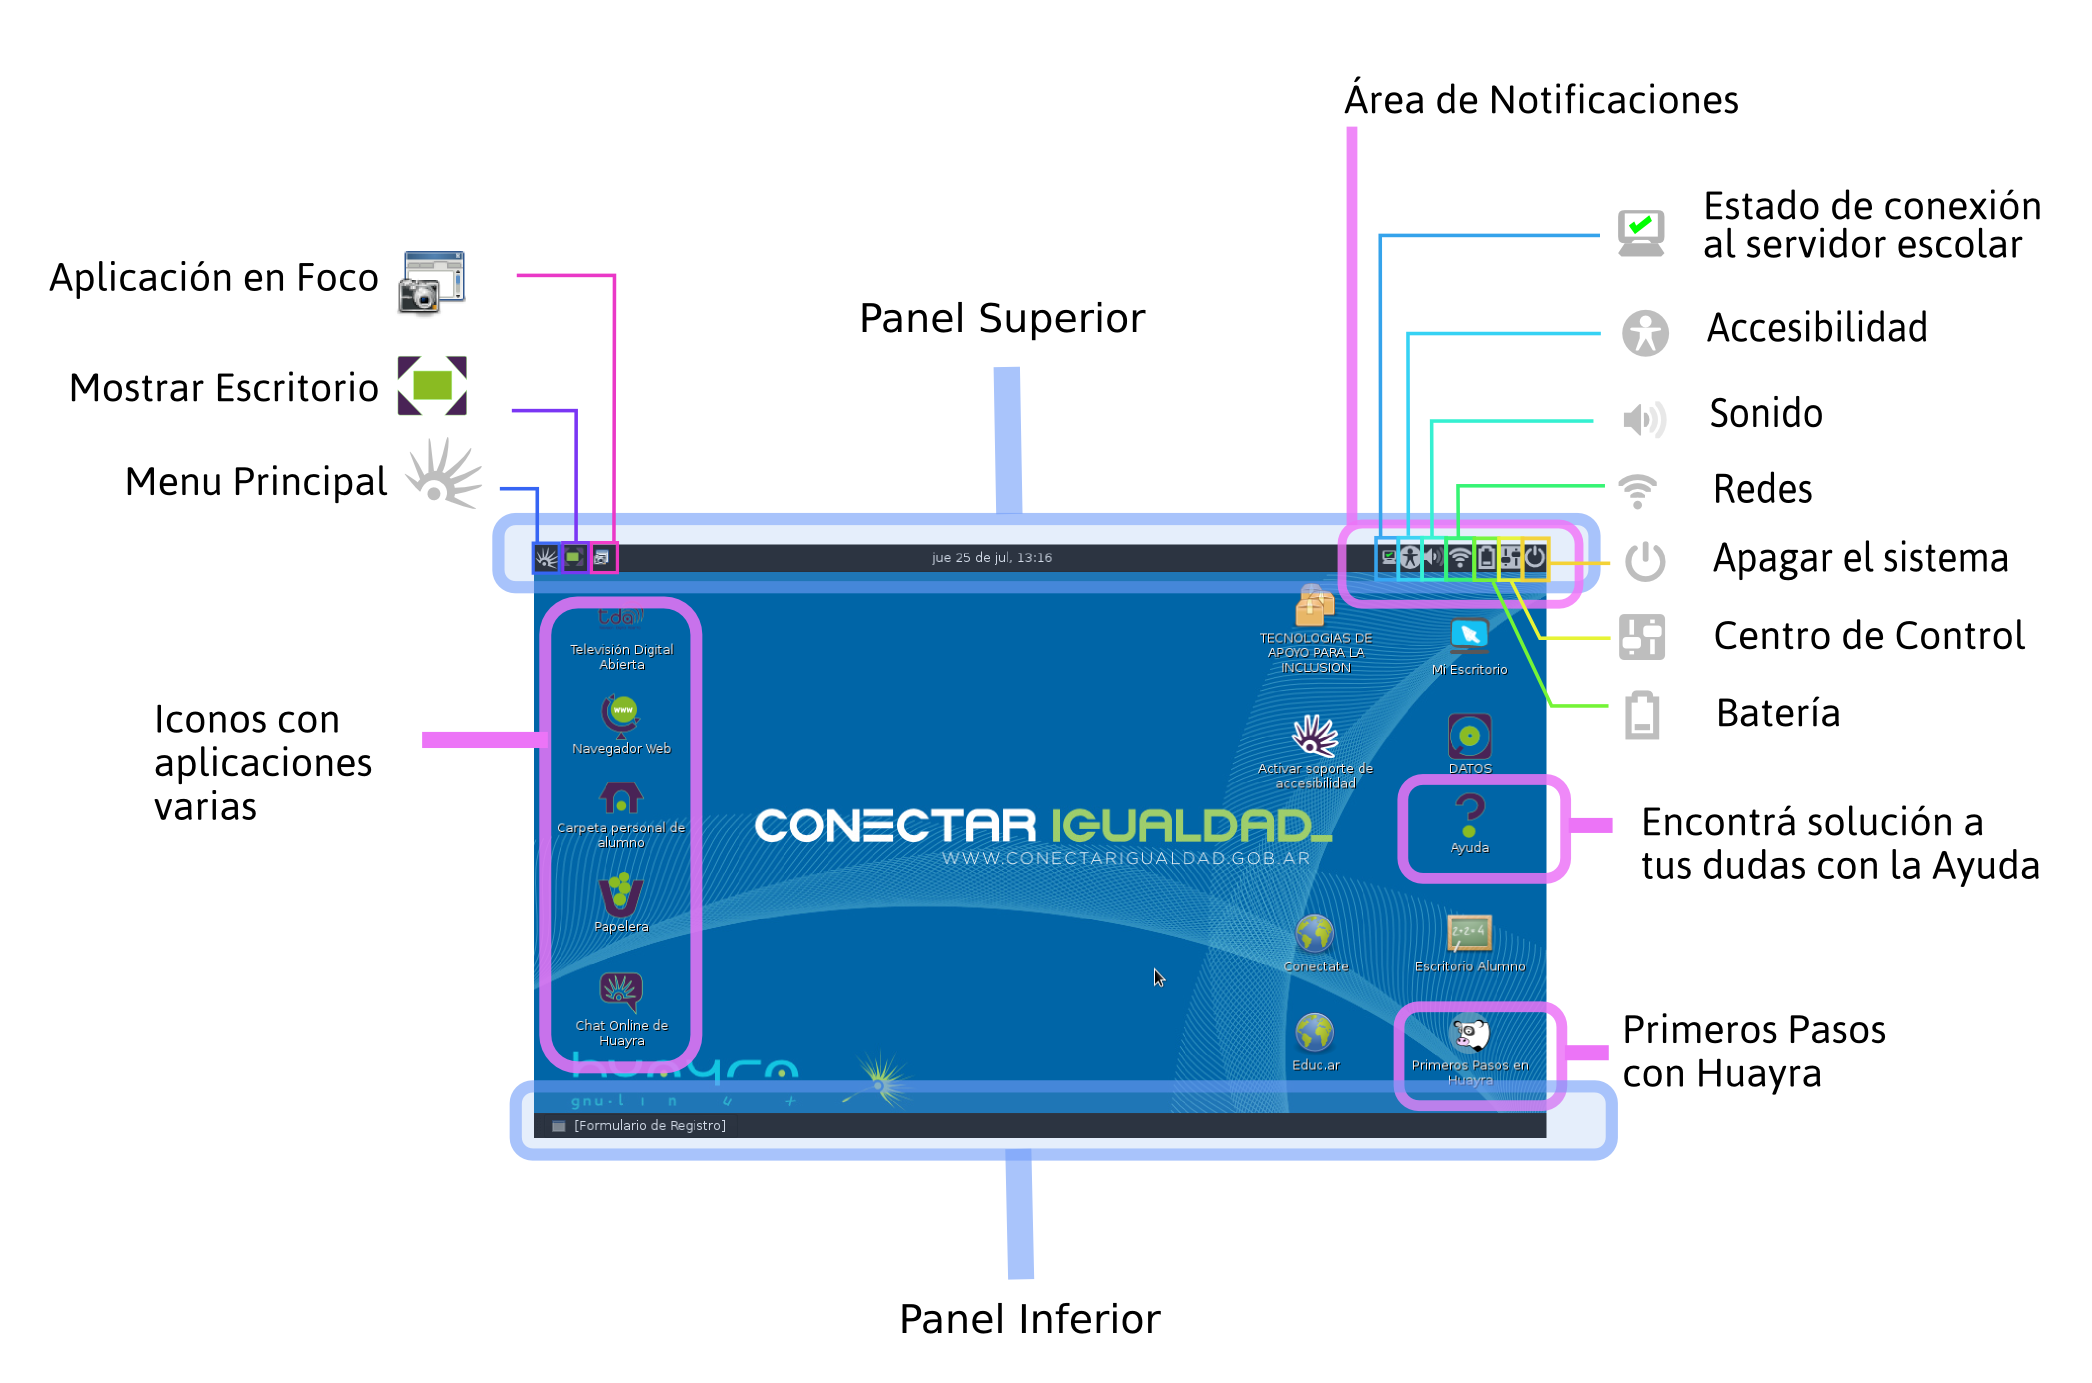 Área de Notificaciones
Estado de conexión
al servidor escolar
Aplicación en Foco
Panel Superior
Accesibilidad
Mostrar Escritorio
Sonido
Menu Principal
Redes
jue 25 de jul, 13:16
Apagar el sistema
Centro de Control
Batería
tda
Televisión Digital
Abierta
TECNOLOGIAS DE
APOYO PARA LA
INCLUSION
Mi Escritorio
Iconos con
aplicaciones
varias
www
Navegador Web
Activar soporte de
accesibilidad
DATOS
Carpeta personal de
alumno
CONECTAR IGUALDAD_
WWW.CONECTARIGUALDAD.GOB.AR
Ayuda
Encontrá solución a
tus dudas con la Ayuda
Papelera
2×2=4
Conectate
Escritorio Alumno
Chat Online de
Huayra
Educ.ar
Primeros Pasos en
Huayra
Primeros Pasos
con Huayra
huayra
gnu·linux
[Formulario de Registro]
Panel Inferior